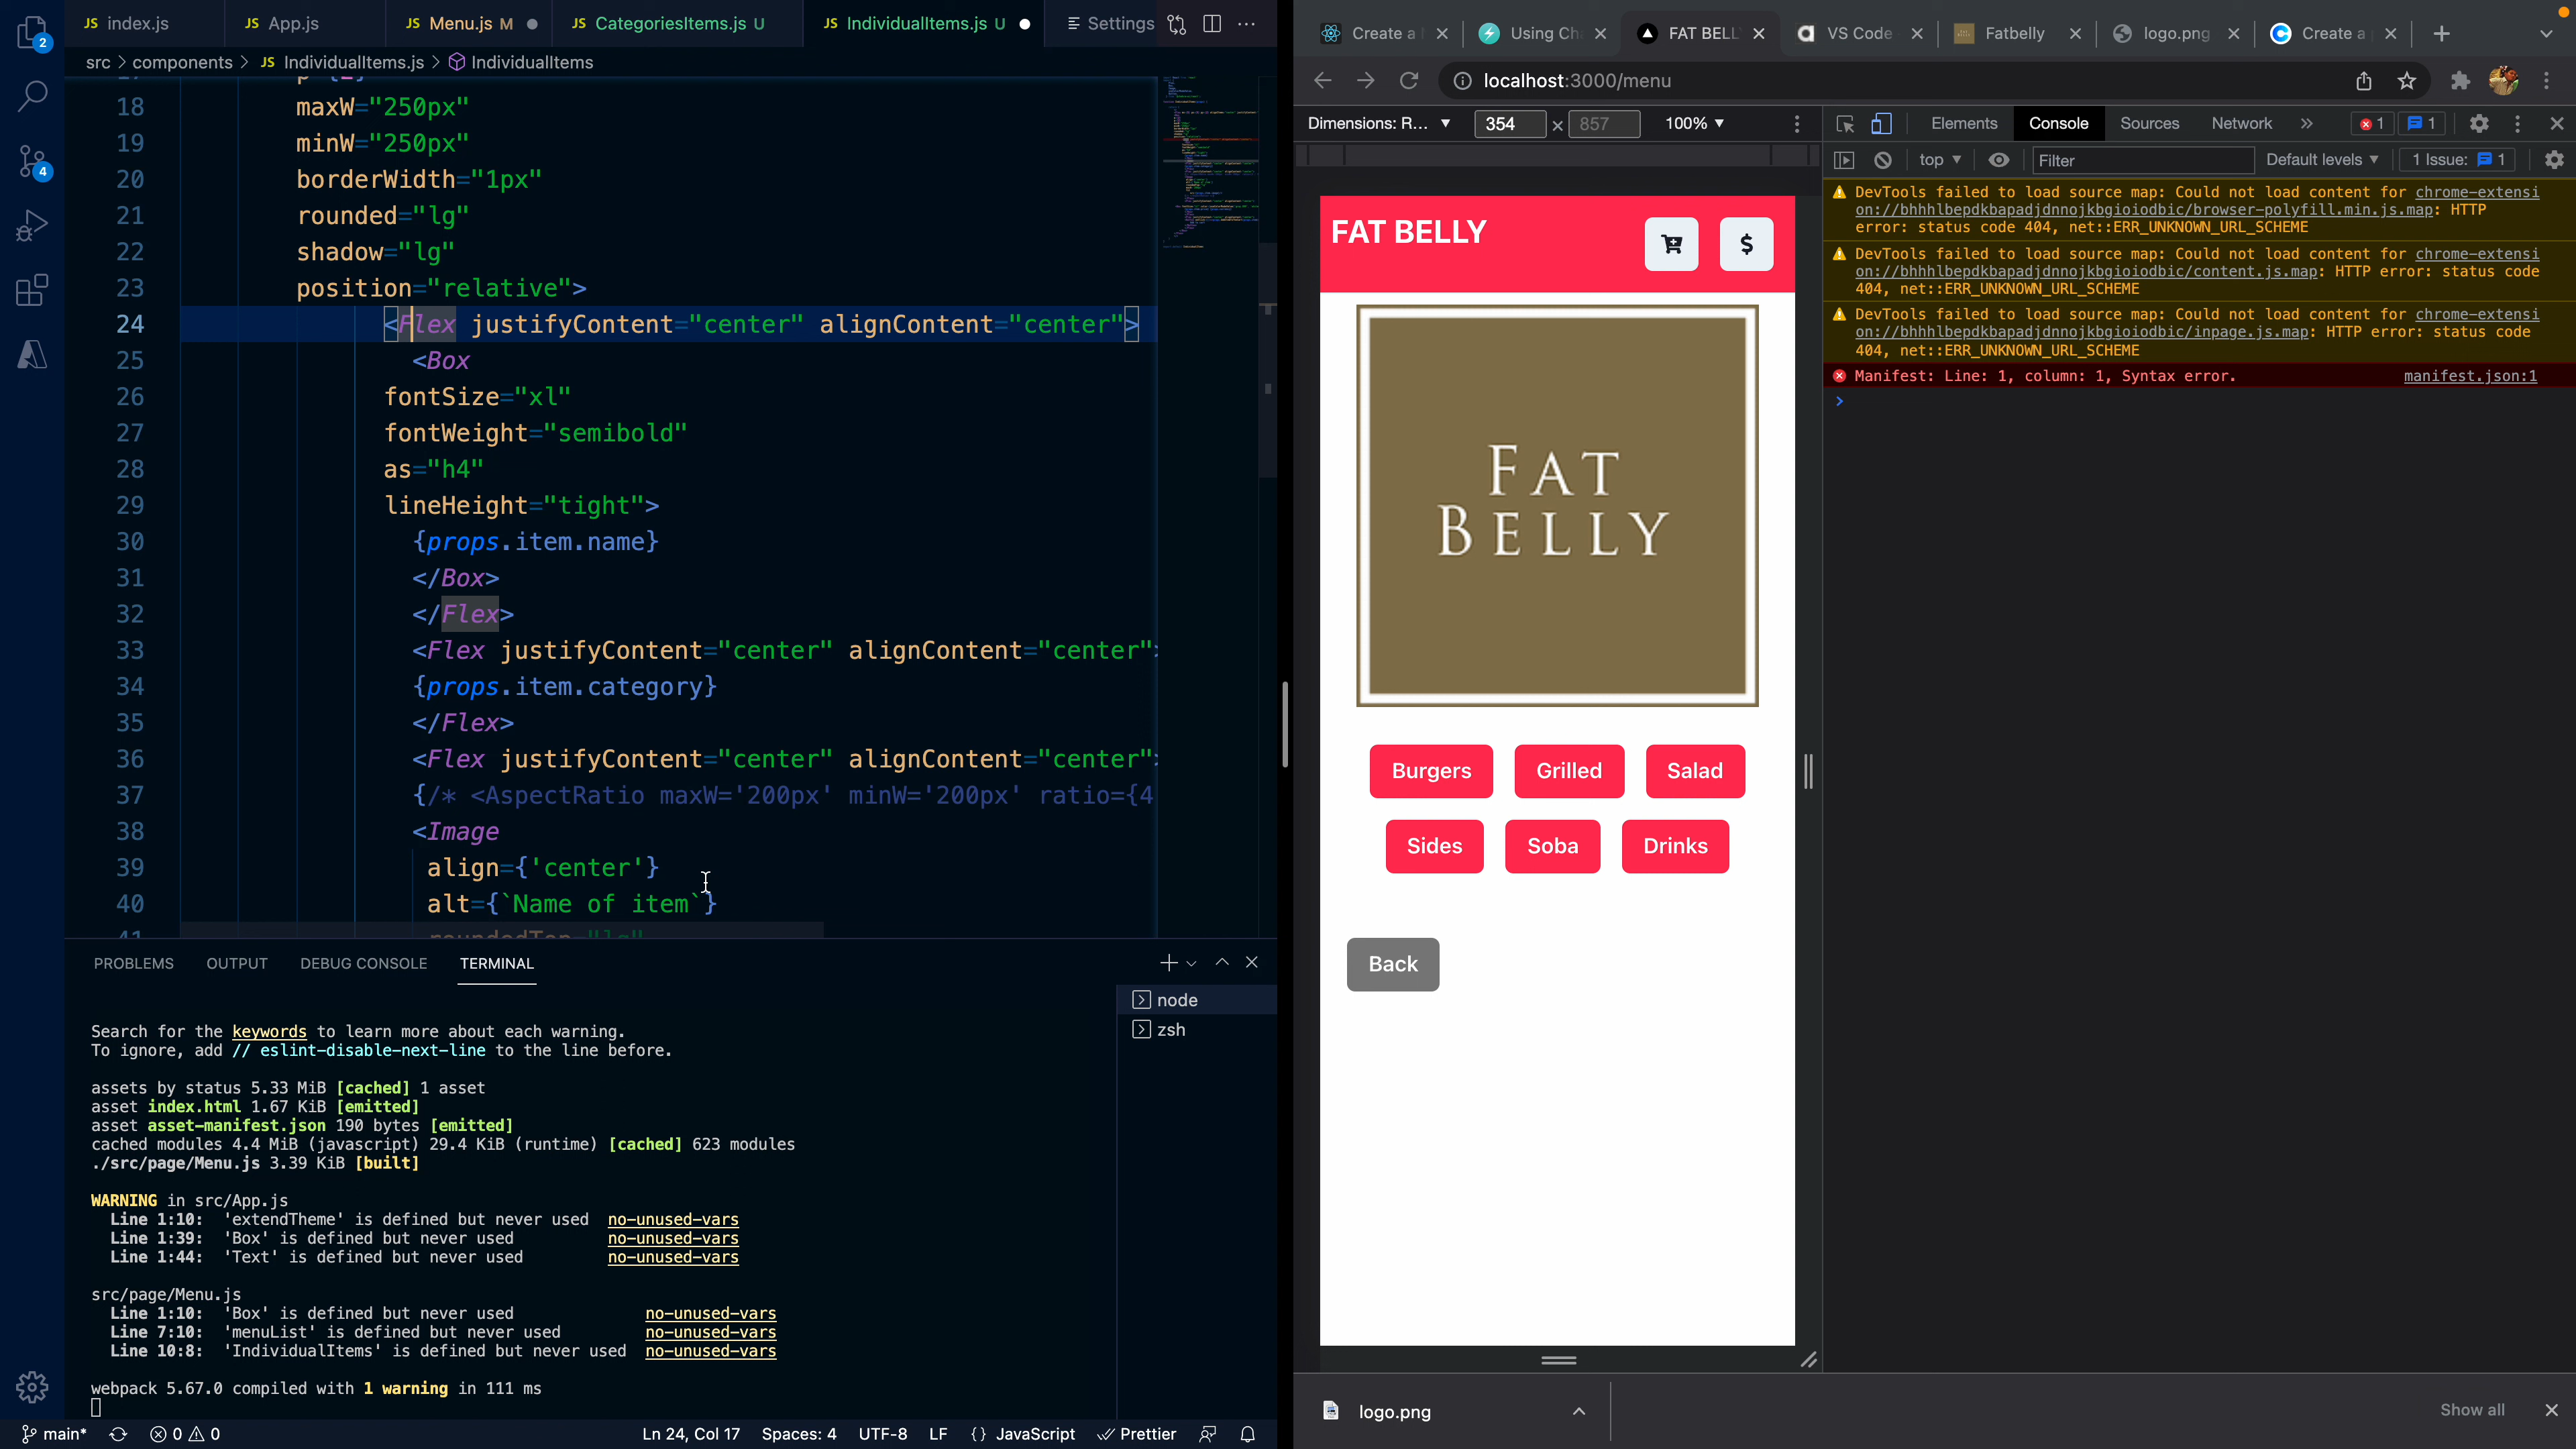 JS index.js
JS App.js
JS Menu.js M
JS CategoriesItems.js U
JS IndividualItems.js U
Settings
src > components > JS IndividualItems.js > IndividualItems
18 maxW="250px"
19 minW="250px"
20 borderWidth="1px"
21 rounded="lg"
22 shadow="lg"
23 position="relative">
24 <Flex justifyContent="center" alignContent="center">
25 <Box
26 fontSize="xl"
27 fontWeight="semibold"
28 as="h4"
29 lineHeight="tight">
30 {props.item.name}
31 </Box>
32 </Flex>
33 <Flex justifyContent="center" alignContent="center">
34 {props.item.category}
35 </Flex>
36 <Flex justifyContent="center" alignContent="center">
37 {/* <AspectRatio maxW='200px' minW='200px' ratio={4
38 <Image
39 align={'center'}
40 alt={`Name of item`}
41 roundedTop="lg"
PROBLEMS OUTPUT DEBUG CONSOLE TERMINAL
node
zsh
Search for the keywords to learn more about each warning.
To ignore, add // eslint-disable-next-line to the line before.
assets by status 5.33 MiB [cached] 1 asset
asset index.html 1.67 KiB [emitted]
asset asset-manifest.json 190 bytes [emitted]
cached modules 4.4 MiB (javascript) 29.4 KiB (runtime) [cached] 623 modules
./src/page/Menu.js 3.39 KiB [built]
WARNING in src/App.js
Line 1:10: 'extendTheme' is defined but never used no-unused-vars
Line 1:39: 'Box' is defined but never used no-unused-vars
Line 1:44: 'Text' is defined but never used no-unused-vars
src/page/Menu.js
Line 1:10: 'Box' is defined but never used no-unused-vars
Line 7:10: 'menuList' is defined but never used no-unused-vars
Line 10:8: 'IndividualItems' is defined but never used no-unused-vars
webpack 5.67.0 compiled with 1 warning in 111 ms
main* 0 0 Ln 24, Col 17 Spaces: 4 UTF-8 LF {} JavaScript Prettier
2
4
Create a
Using Ch
FAT BELL
VS Code
Fatbelly
logo.png
Create a
localhost:3000/menu
Dimensions: R... 354 × 857 100%
Elements Console Sources Network » 1 1
top Filter Default levels 1 Issue: 1
DevTools failed to load source map: Could not load content for chrome-extensi
on://bhhhlbepdkbapadjdnnojkbgioiodbic/browser-polyfill.min.js.map: HTTP
error: status code 404, net::ERR_UNKNOWN_URL_SCHEME
DevTools failed to load source map: Could not load content for chrome-extensi
on://bhhhlbepdkbapadjdnnojkbgioiodbic/content.js.map: HTTP error: status code
404, net::ERR_UNKNOWN_URL_SCHEME
DevTools failed to load source map: Could not load content for chrome-extensi
on://bhhhlbepdkbapadjdnnojkbgioiodbic/inpage.js.map: HTTP error: status code
404, net::ERR_UNKNOWN_URL_SCHEME
Manifest: Line: 1, column: 1, Syntax error. manifest.json:1
FAT BELLY
$
FAT
BELLY
Burgers Grilled Salad
Sides Soba Drinks
Back
logo.png
Show all